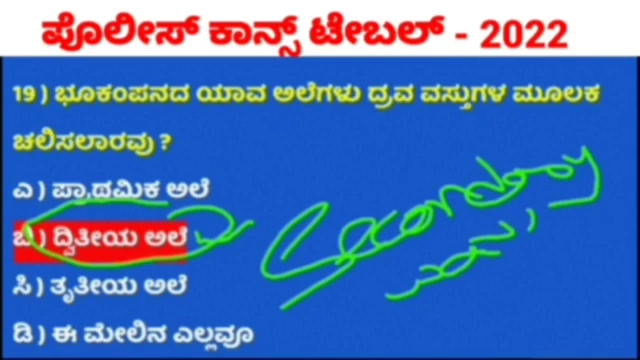 ಪೊಲೀಸ್ ಕಾನ್ಸ್ ಟೇಬಲ್ - 2022
19 ) ಭೂಕಂಪನದ ಯಾವ ಅಲೆಗಳು ದ್ರವ ವಸ್ತುಗಳ ಮೂಲಕ
ಚಲಿಸಲಾರವು ?
ಎ ) ಪ್ರಾಥಮಿಕ ಅಲೆ
ಬಿ ) ದ್ವಿತೀಯ ಅಲೆ
Secondary
ಸಿ ) ತೃತೀಯ ಅಲೆ
ಡಿ ) ಈ ಮೇಲಿನ ಎಲ್ಲವೂ